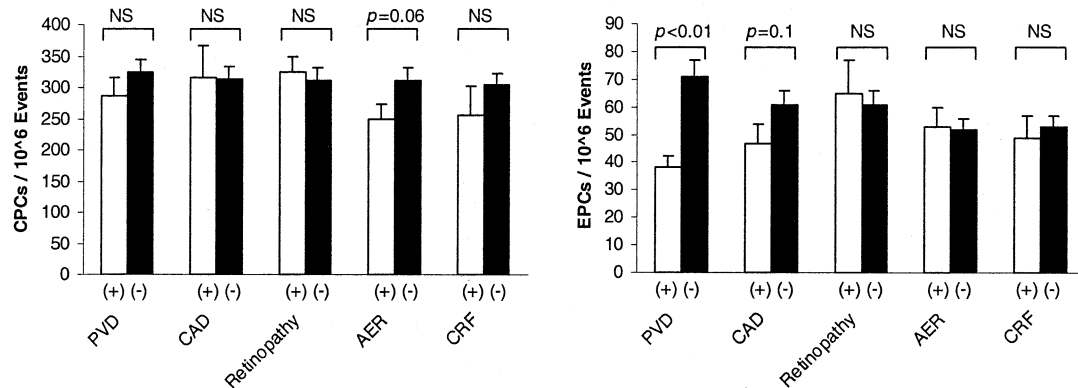 NS NS NS p=0.06 NS
400
350
300
250
200
150
100
50
0
CPCs / 10^6 Events
(+) (-) (+) (-) (+) (-) (+) (-) (+) (-)
PVD
CAD
Retinopathy
AER
CRF
p<0.01 p=0.1 NS NS NS
90
80
70
60
50
40
30
20
10
0
EPCs / 10^6 Events
(+) (-) (+) (-) (+) (-) (+) (-) (+) (-)
PVD
CAD
Retinopathy
AER
CRF